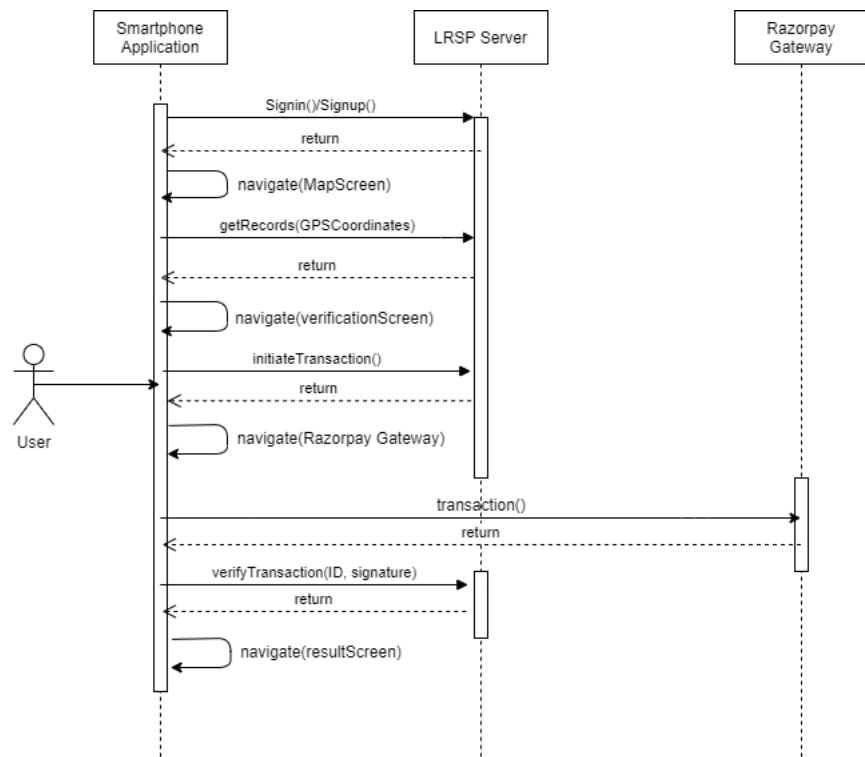 Smartphone
Application
LRSP Server
Razorpay
Gateway
Signin()/Signup()
return
navigate(MapScreen)
getRecords(GPSCoordinates)
return
navigate(verificationScreen)
initiateTransaction()
return
User
navigate(Razorpay Gateway)
transaction()
return
verifyTransaction(ID, signature)
return
navigate(resultScreen)